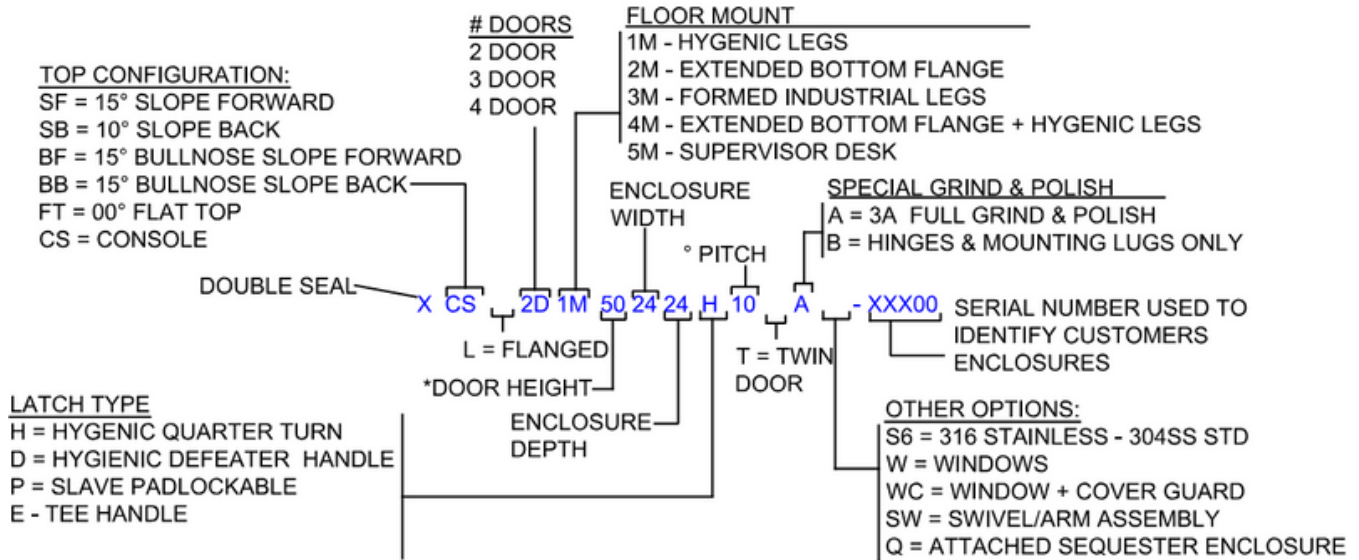 # DOORS
2 DOOR
3 DOOR
4 DOOR
FLOOR MOUNT
1M - HYGENIC LEGS
2M - EXTENDED BOTTOM FLANGE
3M - FORMED INDUSTRIAL LEGS
4M - EXTENDED BOTTOM FLANGE + HYGENIC LEGS
5M - SUPERVISOR DESK
TOP CONFIGURATION:
SF = 15° SLOPE FORWARD
SB = 10° SLOPE BACK
BF = 15° BULLNOSE SLOPE FORWARD
BB = 15° BULLNOSE SLOPE BACK
FT = 00° FLAT TOP
CS = CONSOLE
ENCLOSURE
WIDTH
° PITCH
SPECIAL GRIND & POLISH
A = 3A FULL GRIND & POLISH
B = HINGES & MOUNTING LUGS ONLY
DOUBLE SEAL
X CS 2D 1M 50 24 24 H 10 A - XXX00
SERIAL NUMBER USED TO
IDENTIFY CUSTOMERS
ENCLOSURES
L = FLANGED
*DOOR HEIGHT
ENCLOSURE
DEPTH
T = TWIN
DOOR
LATCH TYPE
H = HYGENIC QUARTER TURN
D = HYGIENIC DEFEATER HANDLE
P = SLAVE PADLOCKABLE
E - TEE HANDLE
OTHER OPTIONS:
S6 = 316 STAINLESS - 304SS STD
W = WINDOWS
WC = WINDOW + COVER GUARD
SW = SWIVEL/ARM ASSEMBLY
Q = ATTACHED SEQUESTER ENCLOSURE